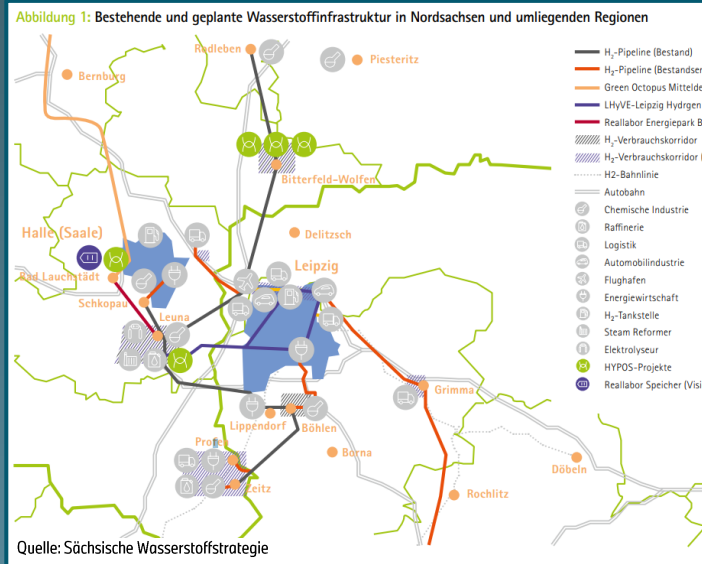 Abbildung 1: Bestehende und geplante Wasserstoffinfrastruktur in Nordsachsen und umliegenden Regionen
Rodleben
Piesteritz
Bernburg
Bitterfeld-Wolfen
Delitzsch
Halle (Saale)
Leipzig
Bad Lauchstädt
Schkopau
Leuna
Grimma
Lippendorf
Böhlen
Profen
Borna
Zeitz
Döbeln
Rochlitz
H₂-Pipeline (Bestand)
H₂-Pipeline (Bestandser
Green Octopus Mittelde
LHyVE-Leipzig Hydrgen
Reallabor Energiepark B
H₂-Verbrauchskorridor
H₂-Verbrauchskorridor (
H2-Bahnlinie
Autobahn
Chemische Industrie
Raffinerie
Logistik
Automobilindustrie
Flughafen
Energiewirtschaft
H₂-Tankstelle
Steam Reformer
Elektrolyseur
HYPOS-Projekte
Reallabor Speicher (Visi
Quelle: Sächsische Wasserstoffstrategie